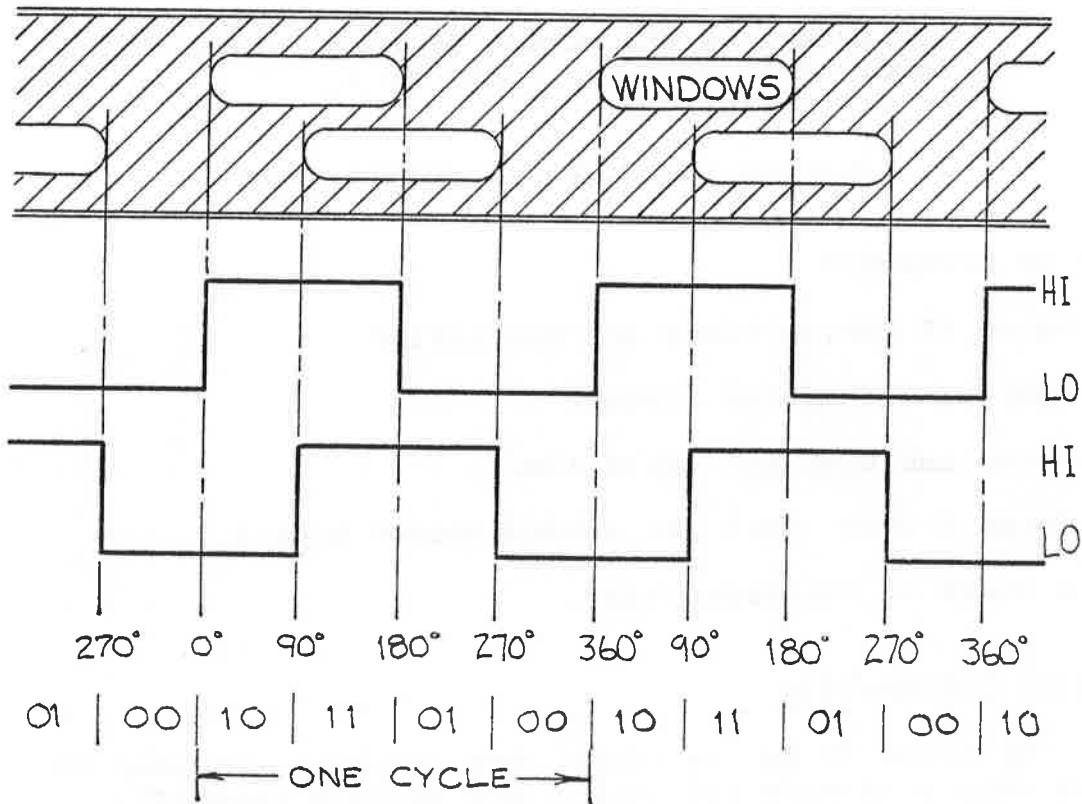 WINDOWS
HI
LO
HI
LO
270° 0° 90° 180° 270° 360° 90° 180° 270° 360°
01 | 00 | 10 | 11 | 01 | 00 | 10 | 11 | 01 | 00 | 10
ONE CYCLE